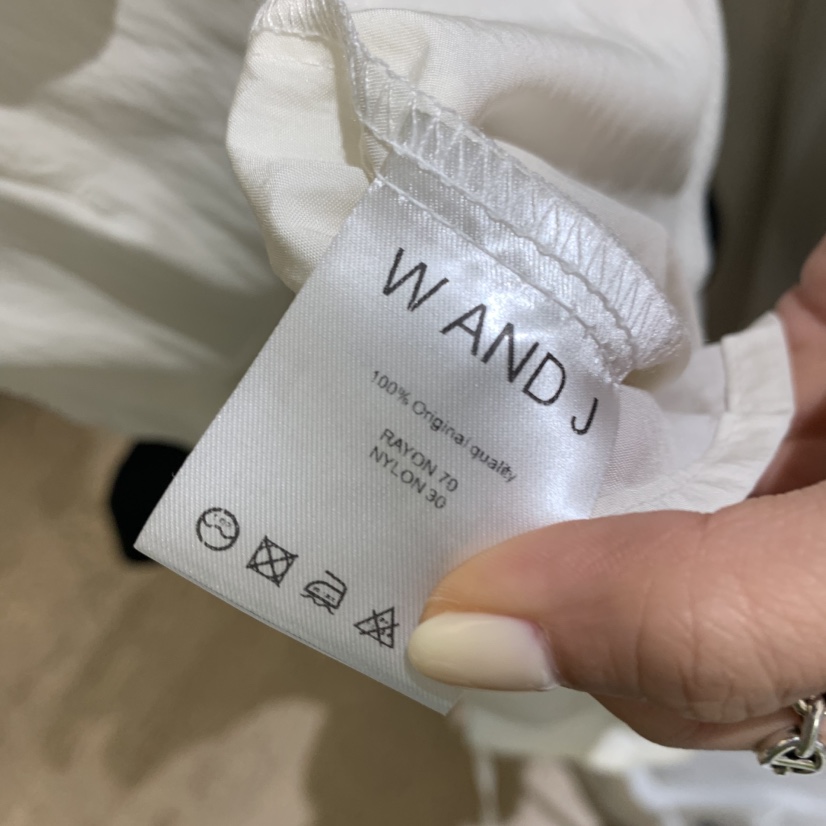 W AND J
100% Original quality
RAYON 70
NYLON 30